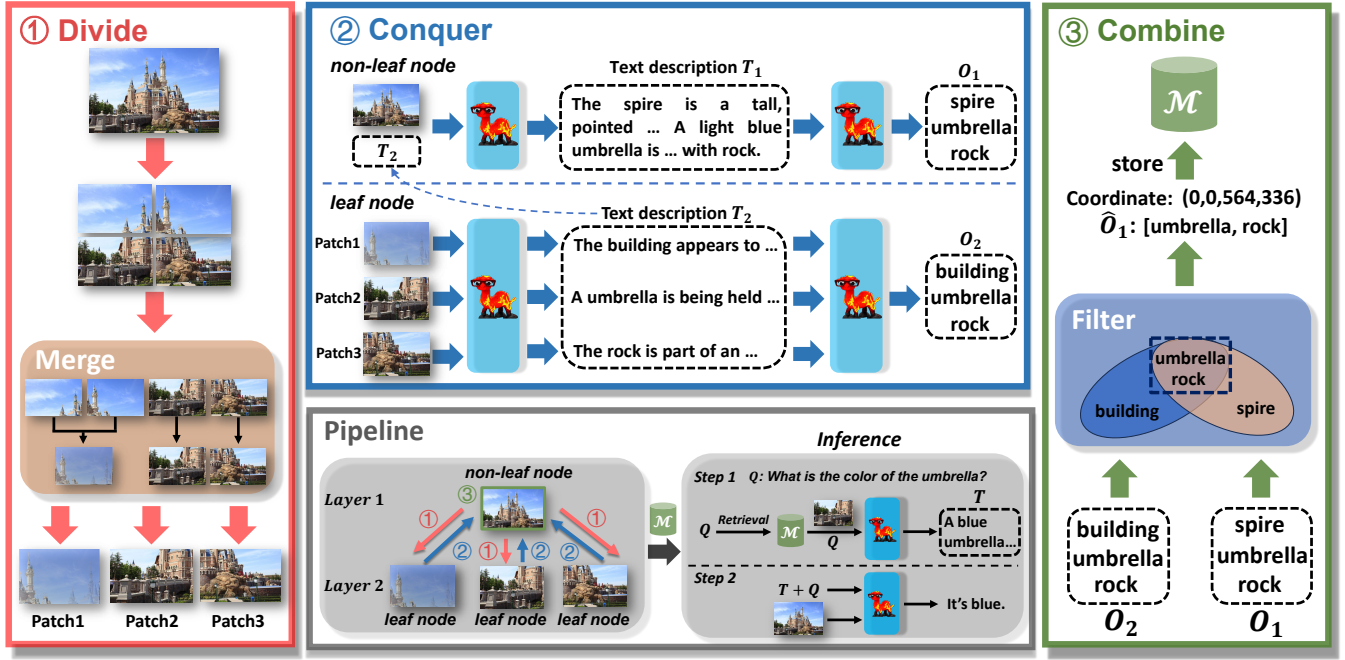 ① Divide
Merge
Patch1
Patch2
Patch3
② Conquer
non-leaf node
T₂
Text description T₁
The spire is a tall,
pointed … A light blue
umbrella is … with rock.
O₁
spire
umbrella
rock
leaf node
Text description T₂
Patch1
The building appears to …
Patch2
A umbrella is being held …
Patch3
The rock is part of an …
O₂
building
umbrella
rock
Pipeline
non-leaf node
Layer 1
③
①
①
②
①
②
②
Layer 2
leaf node
leaf node
leaf node
M
Inference
Step 1 Q: What is the color of the umbrella?
Q
Retrieval
M
Q
T
A blue
umbrella…
Step 2
T + Q
It's blue.
③ Combine
M
store
Coordinate: (0,0,564,336)
Ô₁: [umbrella, rock]
Filter
umbrella
rock
building
spire
building
umbrella
rock
O₂
spire
umbrella
rock
O₁